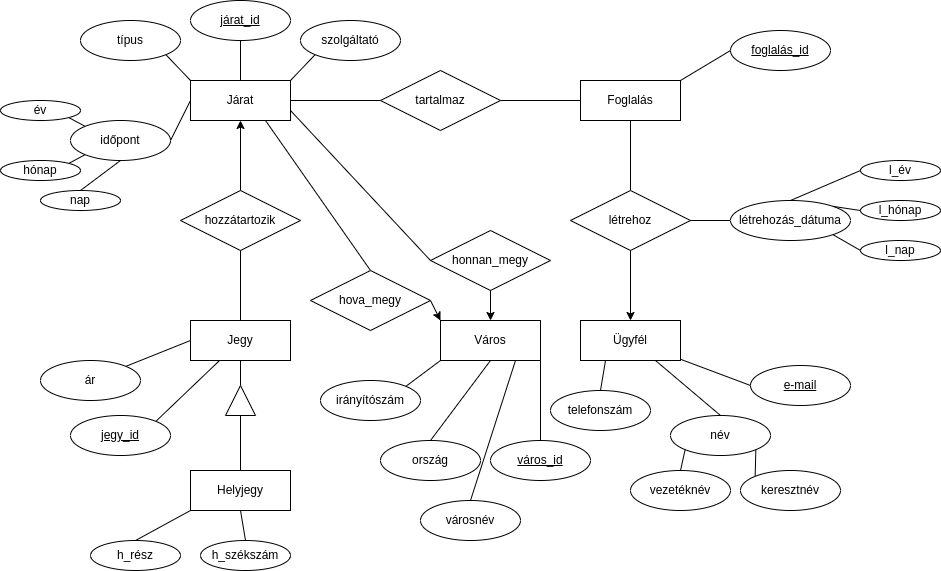 járat_id
típus
szolgáltató
foglalás_id
Járat
tartalmaz
Foglalás
év
időpont
hónap
nap
l_év
hozzátartozik
létrehoz
létrehozás_dátuma
l_hónap
l_nap
honnan_megy
hova_megy
Jegy
Város
Ügyfél
ár
irányítószám
telefonszám
e-mail
jegy_id
név
ország
város_id
Helyjegy
vezetéknév
keresztnév
városnév
h_rész
h_székszám